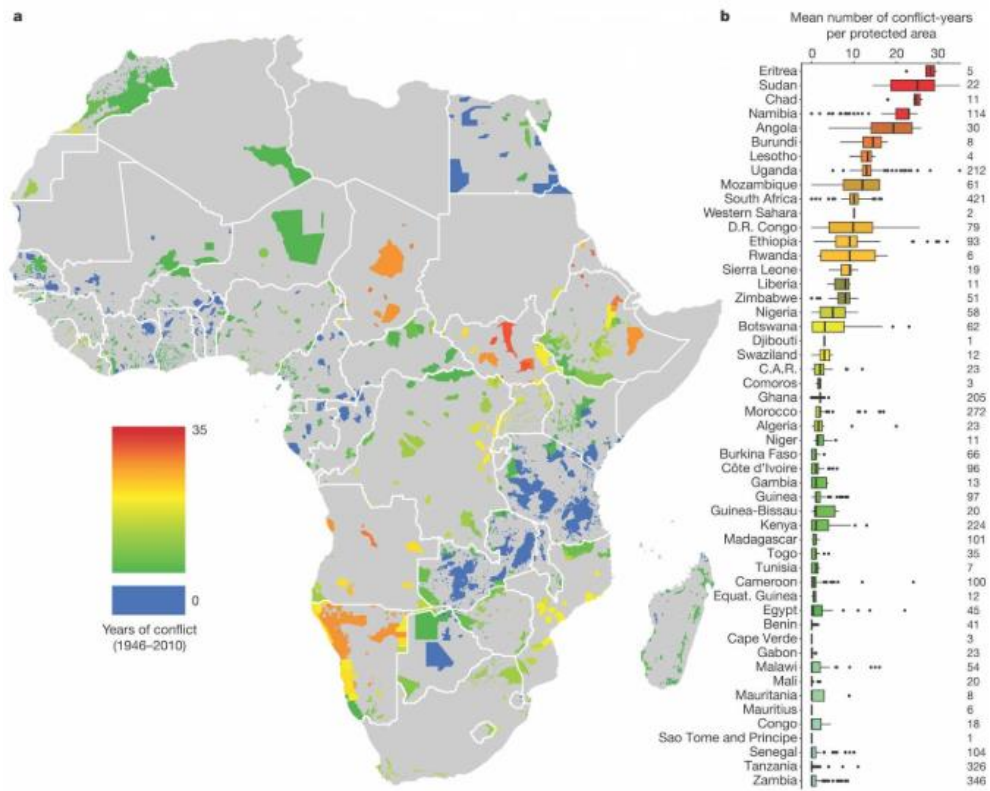 a
35
0
Years of conflict
(1946–2010)
b
Mean number of conflict-years
per protected area
0 10 20 30
Eritrea 5
Sudan 22
Chad 11
Namibia 114
Angola 30
Burundi 8
Lesotho 4
Uganda 212
Mozambique 61
South Africa 421
Western Sahara 2
D.R. Congo 79
Ethiopia 93
Rwanda 6
Sierra Leone 19
Liberia 11
Zimbabwe 51
Nigeria 58
Botswana 62
Djibouti 1
Swaziland 12
C.A.R. 23
Comoros 3
Ghana 205
Morocco 272
Algeria 23
Niger 11
Burkina Faso 66
Côte d'Ivoire 96
Gambia 13
Guinea 97
Guinea-Bissau 20
Kenya 224
Madagascar 101
Togo 35
Tunisia 7
Cameroon 100
Equat. Guinea 12
Egypt 45
Benin 41
Cape Verde 3
Gabon 23
Malawi 54
Mali 20
Mauritania 8
Mauritius 6
Congo 18
Sao Tome and Principe 1
Senegal 104
Tanzania 326
Zambia 346